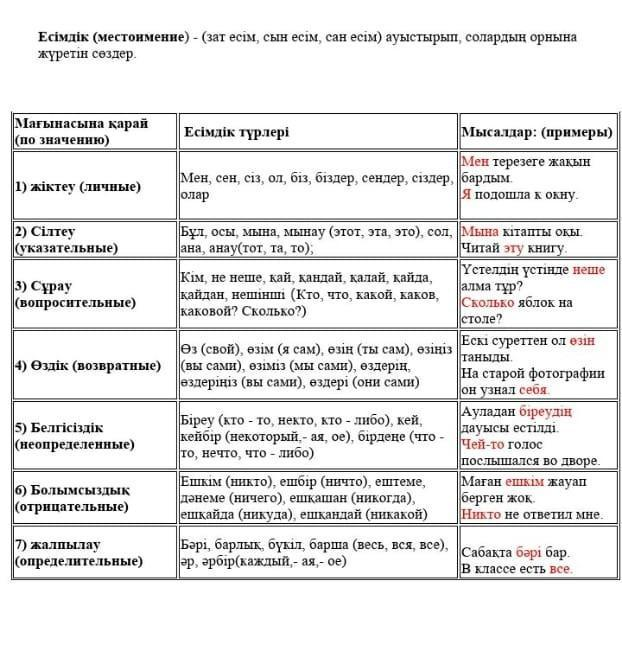 Есімдік (местоимение) - (зат есім, сын есім, сан есім) ауыстырып, солардың орнына
жүретін сөздер.
Мағынасына қарай
(по значению)
Есімдік түрлері
Мысалдар: (примеры)
1) жіктеу (личные)
Мен, сен, сіз, ол, біз, біздер, сендер, сіздер,
олар
Мен терезеге жақын
бардым.
Я подошла к окну.
2) Сілтеу
(указательные)
Бұл, осы, мына, мынау (этот, эта, это), сол,
ана, анау(тот, та, то);
Мына кітапты оқы.
Читай эту книгу.
3) Сұрау
(вопросительные)
Кім, не неше, қай, қандай, қалай, қайда,
қайдан, нешінші (Кто, что, какой, каков,
каковой? Сколько?)
Үстелдің үстінде неше
алма тұр?
Сколько яблок на
столе?
4) Өздік (возвратные)
Өз (свой), өзім (я сам), өзің (ты сам), өзіңіз
(вы сами), өзіміз (мы сами), өздерің,
өздеріңіз (вы сами), өздері (они сами)
Ескі суреттен ол өзін
таныды.
На старой фотографии
он узнал себя.
5) Белгісіздік
(неопределенные)
Біреу (кто - то, некто, кто - либо), кей,
кейбір (некоторый,- ая, ое), бірдеңе (что -
то, нечто, что - либо)
Ауладан біреудің
дауысы естілді.
Чей-то голос
послышался во дворе.
6) Болымсыздық
(отрицательные)
Ешкім (никто), ешбір (ничто), ештеме,
дәнеме (ничего), ешқашан (никогда),
ешқайда (никуда), ешқандай (никакой)
Маған ешкім жауап
берген жоқ.
Никто не ответил мне.
7) жалпылау
(определительные)
Бәрі, барлық, бүкіл, барша (весь, вся, все),
әр, әрбір(каждый,- ая,- ое)
Сабақта бәрі бар.
В классе есть все.